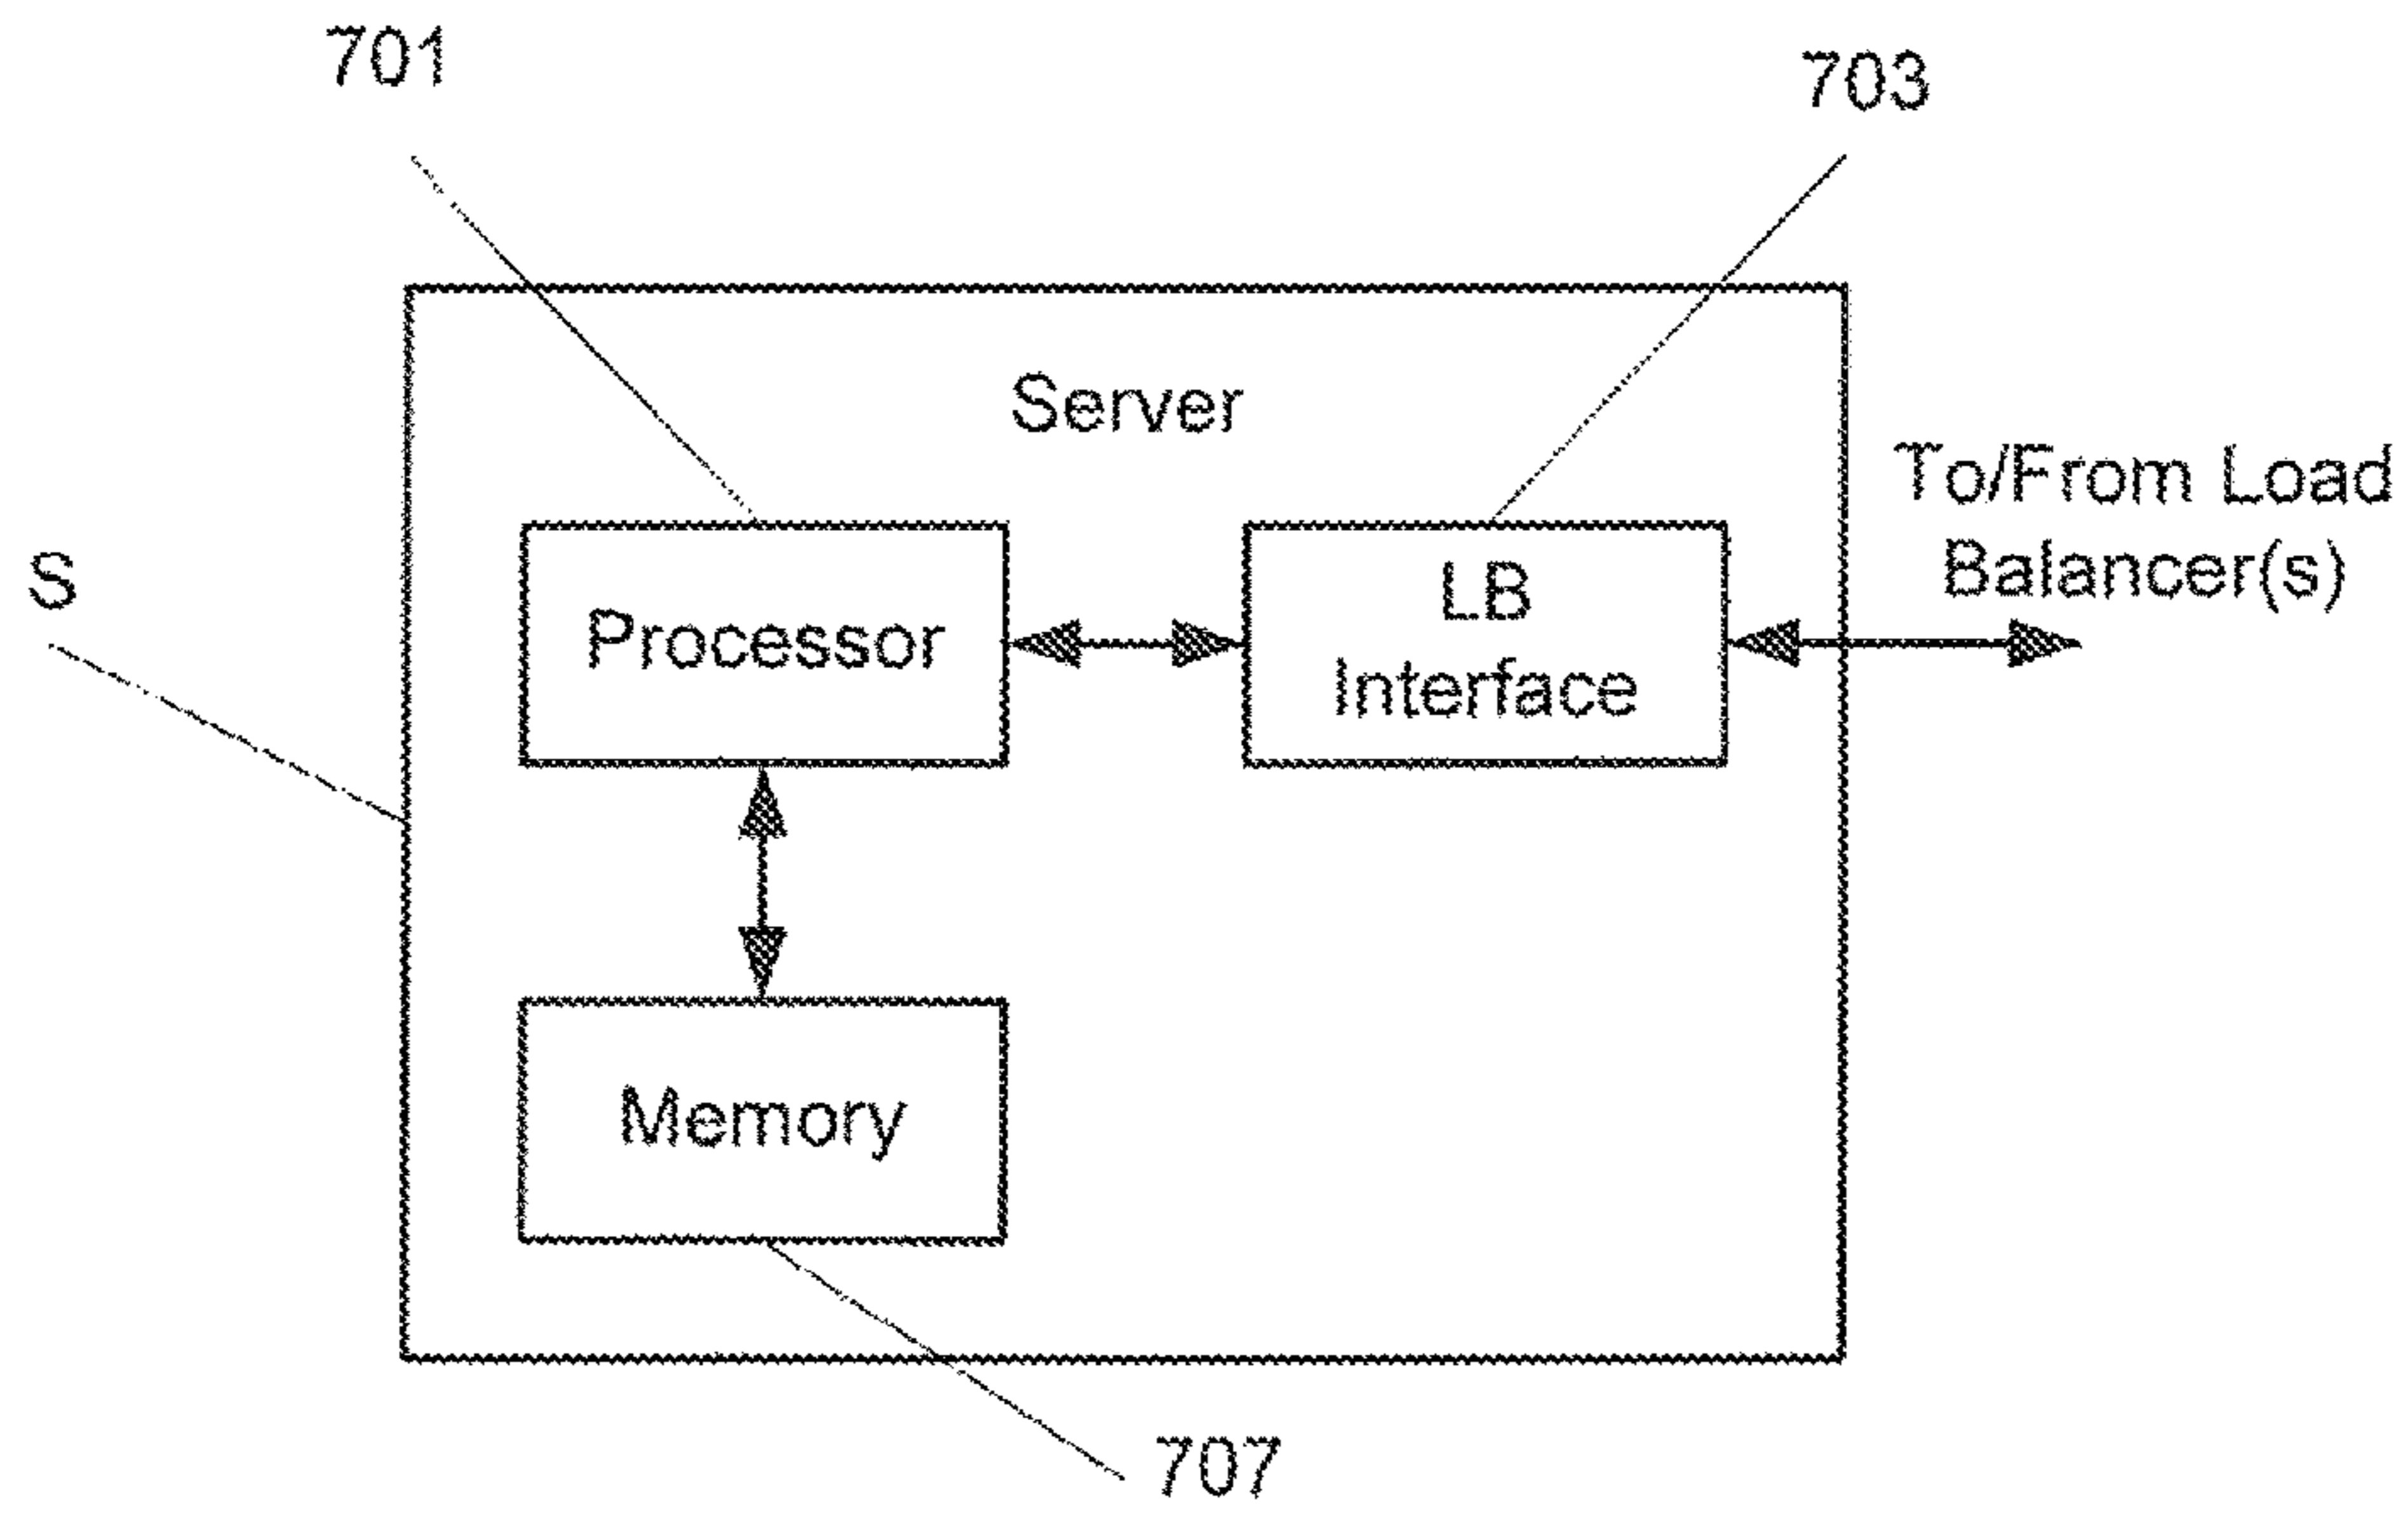 701
703
Server
To/From Load
Balancer(s)
S
Processor
LB
Interface
Memory
707